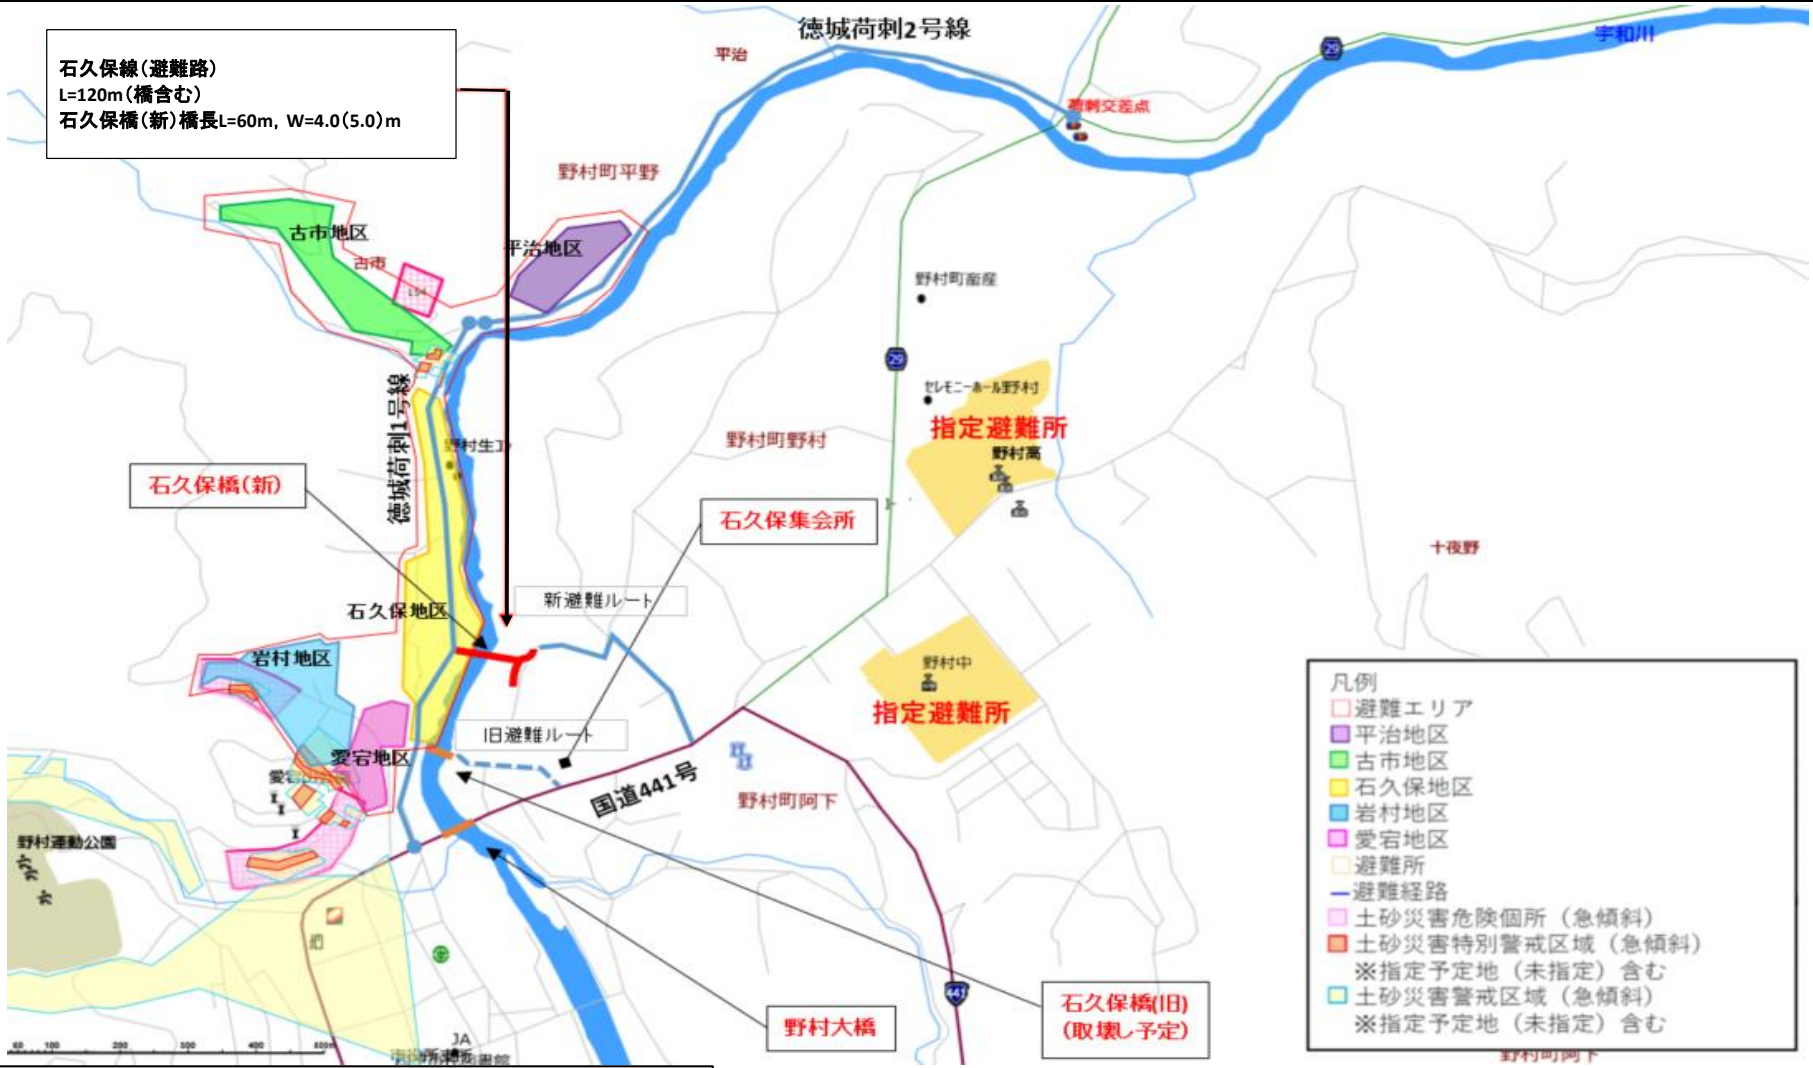 徳城荷刺2号線
宇和川
石久保線（避難路）
L=120m（橋含む）
石久保橋（新）橋長L=60m，W=4.0（5.0）m
平治
29
荷刺交差点
野村町平野
古市地区
平治地区
古市
野村町畜産
29
徳城荷刺1号線
セレモニーホール野村
指定避難所
野村高
野村町野村
石久保橋（新）
石久保集会所
十夜野
新避難ルート
石久保地区
岩村地区
野村中
指定避難所
旧避難ルート
愛宕地区
国道441号
野村町阿下
野村運動公園
441
石久保橋(旧)
（取壊し予定）
野村大橋
JA
100
200
300
400
凡例
避難エリア
平治地区
古市地区
石久保地区
岩村地区
愛宕地区
避難所
避難経路
土砂災害危険個所（急傾斜）
土砂災害特別警戒区域（急傾斜）
※指定予定地（未指定）含む
土砂災害警戒区域（急傾斜）
※指定予定地（未指定）含む
野村町阿下